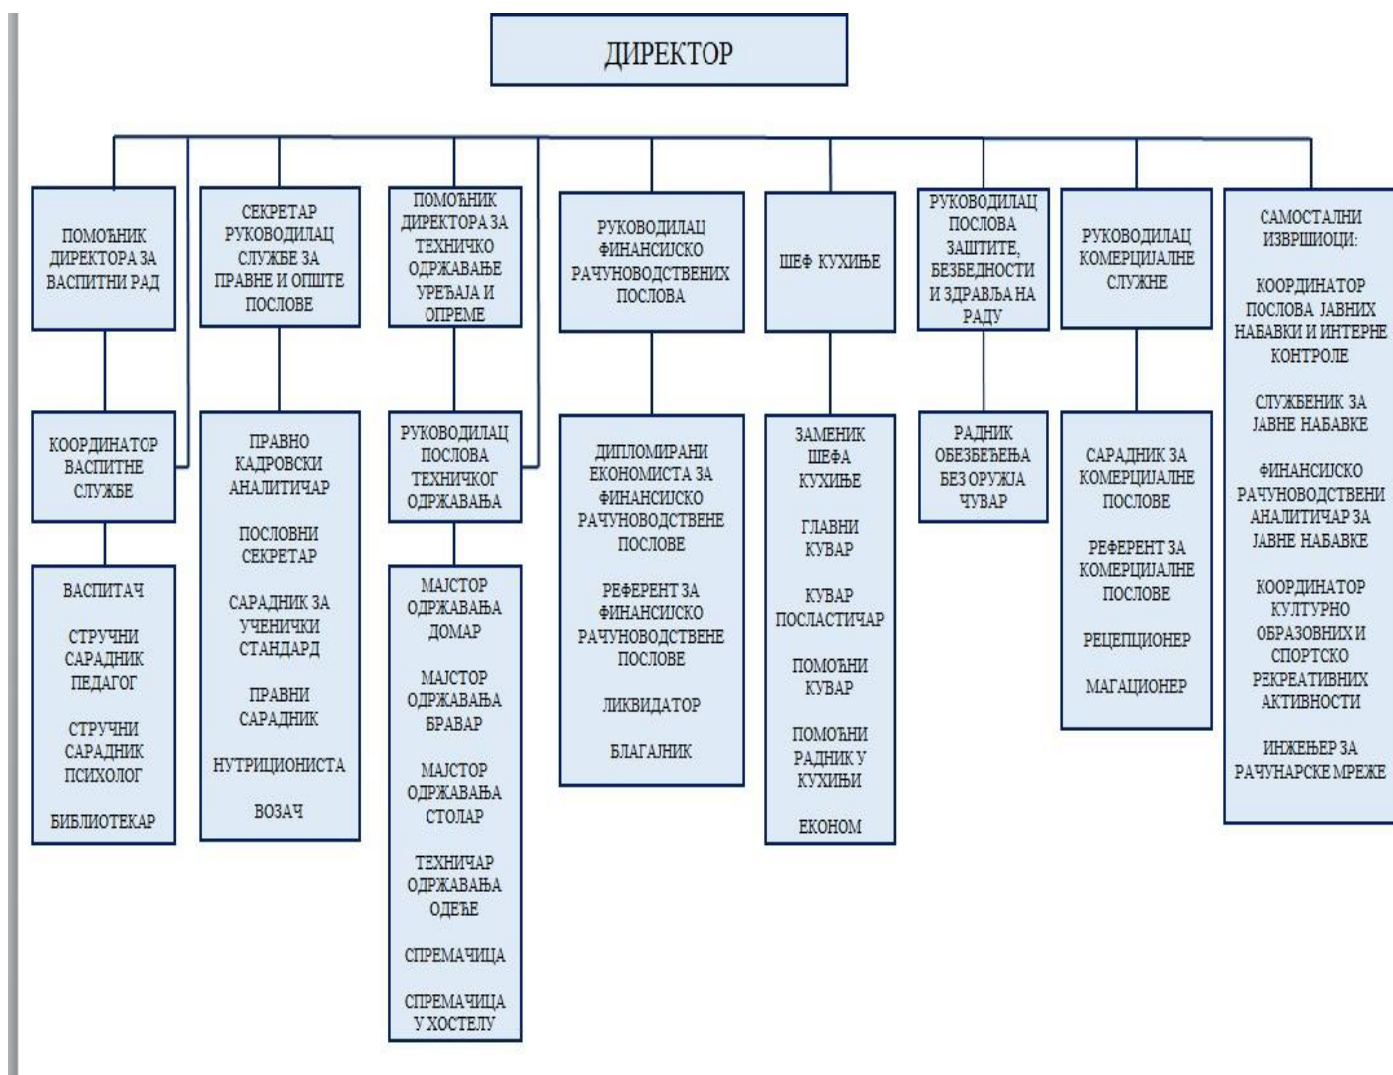 ДИРЕКТОР
ПОМОЋНИК
ДИРЕКТОРА ЗА
ВАСПИТНИ РАД
СЕКРЕТАР
РУКОВОДИЛАЦ
СЛУЖБЕ ЗА
ПРАВНЕ И ОПШТЕ
ПОСЛОВЕ
ПОМОЋНИК
ДИРЕКТОРА ЗА
ТЕХНИЧКО
ОДРЖАВАЊЕ
УРЕЂАЈА И
ОПРЕМЕ
РУКОВОДИЛАЦ
ФИНАНСИЈСКО
РАЧУНОВОДСТВЕНИХ
ПОСЛОВА
ШЕФ КУХИЊЕ
РУКОВОДИЛАЦ
ПОСЛОВА
ЗАШТИТЕ,
БЕЗБЕДНОСТИ
И ЗДРАВЉА НА
РАДУ
РУКОВОДИЛАЦ
КОМЕРЦИЈАЛНЕ
СЛУЖНЕ
САМОСТАЛНИ
ИЗВРШИОЦИ:
КООРДИНАТОР
ПОСЛОВА ЈАВНИХ
НАБАВКИ И ИНТЕРНЕ
КОНТРОЛЕ
СЛУЖБЕНИК ЗА
ЈАВНЕ НАБАВКЕ
ФИНАНСИЈСКО
РАЧУНОВОДСТВЕНИ
АНАЛИТИЧАР ЗА
ЈАВНЕ НАБАВКЕ
КООРДИНАТОР
КУЛТУРНО
ОБРАЗОВНИХ И
СПОРТСКО
РЕКРЕАТИВНИХ
АКТИВНОСТИ
ИНЖЕЊЕР ЗА
РАЧУНАРСКЕ МРЕЖЕ
КООРДИНАТОР
ВАСПИТНЕ
СЛУЖБЕ
ПРАВНО
КАДРОВСКИ
АНАЛИТИЧАР
ПОСЛОВНИ
СЕКРЕТАР
САРАДНИК ЗА
УЧЕНИЧКИ
СТАНДАРД
ПРАВНИ
САРАДНИК
НУТРИЦИОНИСТА
ВОЗАЧ
РУКОВОДИЛАЦ
ПОСЛОВА
ТЕХНИЧКОГ
ОДРЖАВАЊА
ДИПЛОМИРАНИ
ЕКОНОМИСТА ЗА
ФИНАНСИЈСКО
РАЧУНОВОДСТВЕНЕ
ПОСЛОВЕ
РЕФЕРЕНТ ЗА
ФИНАНСИЈСКО
РАЧУНОВОДСТВЕНЕ
ПОСЛОВЕ
ЛИКВИДАТОР
БЛАГАЈНИК
ЗАМЕНИК
ШЕФА
КУХИЊЕ
ГЛАВНИ
КУВАР
КУВАР
ПОСЛАСТИЧАР
ПОМОЋНИ
КУВАР
ПОМОЋНИ
РАДНИК У
КУХИЊИ
ЕКОНОМ
РАДНИК
ОБЕЗБЕЂЕЊА
БЕЗ ОРУЖЈА
ЧУВАР
САРАДНИК ЗА
КОМЕРЦИЈАЛНЕ
ПОСЛОВЕ
РЕФЕРЕНТ ЗА
КОМЕРЦИЈАЛНЕ
ПОСЛОВЕ
РЕЦЕПЦИОНЕР
МАГАЦИОНЕР
ВАСПИТАЧ
СТРУЧНИ
САРАДНИК
ПЕДАГОГ
СТРУЧНИ
САРАДНИК
ПСИХОЛОГ
БИБЛИОТЕКАР
МАЈСТОР
ОДРЖАВАЊА
ДОМАР
МАЈСТОР
ОДРЖАВАЊА
БРАВАР
МАЈСТОР
ОДРЖАВАЊА
СТОЛАР
ТЕХНИЧАР
ОДРЖАВАЊА
ОДЕЋЕ
СПРЕМАЧИЦА
СПРЕМАЧИЦА
У ХОСТЕЛУ